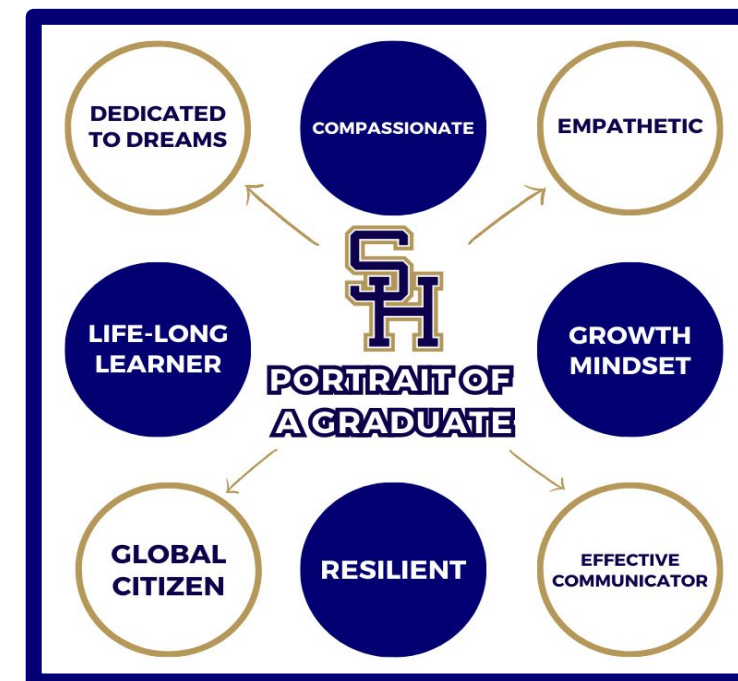 DEDICATED
TO DREAMS
COMPASSIONATE
EMPATHETIC
SH
LIFE-LONG
LEARNER
PORTRAIT OF
A GRADUATE
GROWTH
MINDSET
GLOBAL
CITIZEN
RESILIENT
EFFECTIVE
COMMUNICATOR